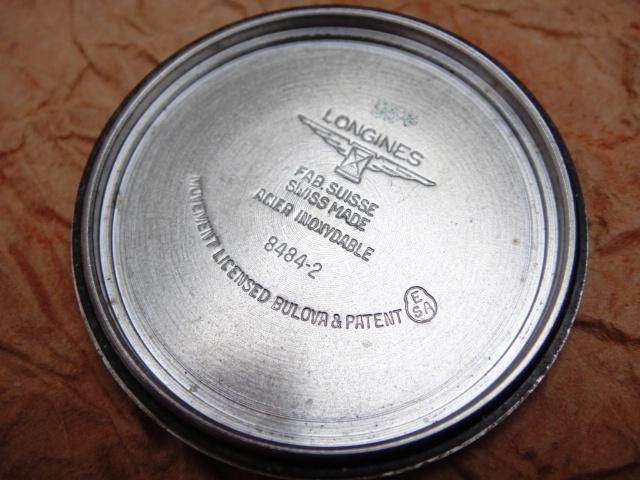 LONGINES
FAB. SUISSE
SWISS MADE
ACIER INOXYDABLE
8484-2
MOVEMENT LICENSED BULOVA & PATENT
E
SA